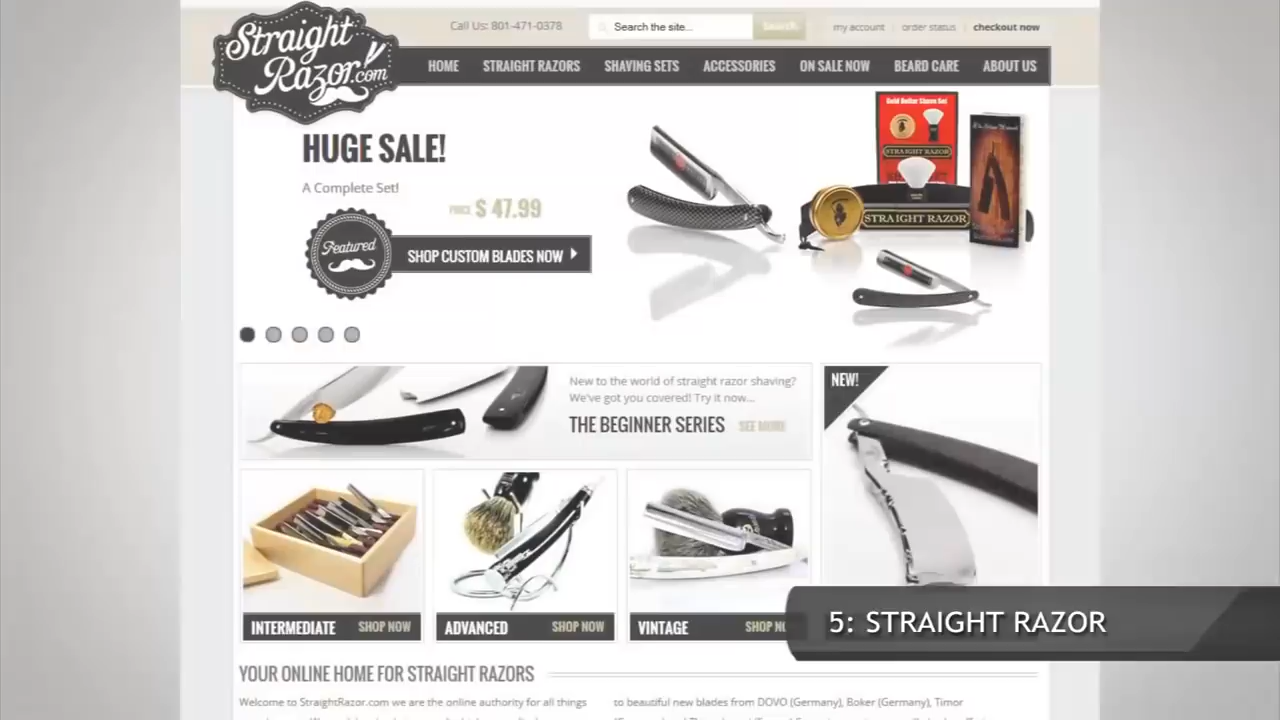 Straight
Razor.com
Call Us: 801-471-0378
Search the site...
Search
my account
order status
checkout now
HOME
STRAIGHT RAZORS
SHAVING SETS
ACCESSORIES
ON SALE NOW
BEARD CARE
ABOUT US
HUGE SALE!
A Complete Set!
PRICE $ 47.99
Featured
SHOP CUSTOM BLADES NOW
Gold Dollar Shave Set
STRAIGHT RAZOR
STRAIGHT RAZOR
New to the world of straight razor shaving?
We've got you covered! Try it now...
THE BEGINNER SERIES
SEE MORE
NEW!
INTERMEDIATE
SHOP NOW
ADVANCED
SHOP NOW
VINTAGE
SHOP NO
5: STRAIGHT RAZOR
YOUR ONLINE HOME FOR STRAIGHT RAZORS
Welcome to StraightRazor.com we are the online authority for all things
to beautiful new blades from DOVO (Germany), Boker (Germany), Timor